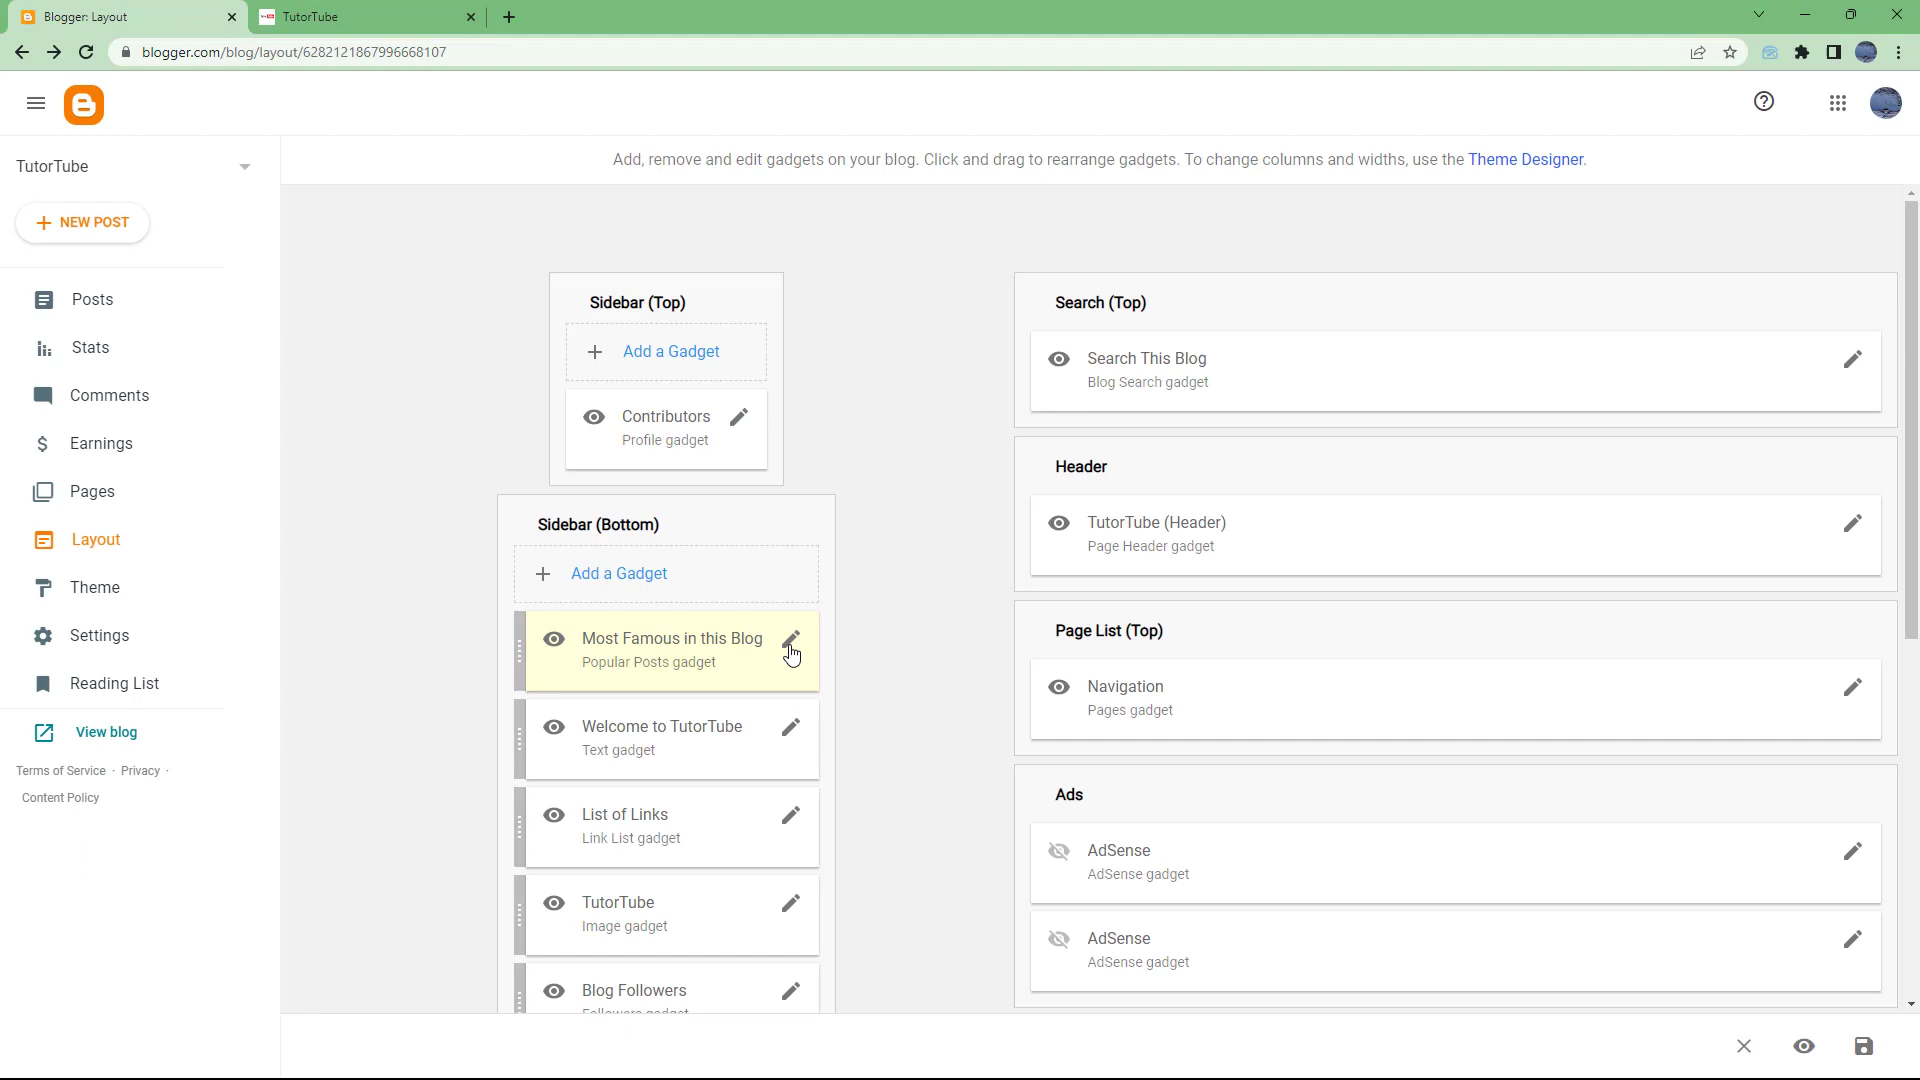 Blogger: Layout
TutorTube
blogger.com/blog/layout/6282121867996668107
TutorTube
NEW POST
Posts
Stats
Comments
Earnings
Pages
Layout
Theme
Settings
Reading List
View blog
Terms of Service · Privacy ·
Content Policy
Add, remove and edit gadgets on your blog. Click and drag to rearrange gadgets. To change columns and widths, use the Theme Designer.
Sidebar (Top)
Add a Gadget
Contributors
Profile gadget
Sidebar (Bottom)
Add a Gadget
Most Famous in this Blog
Popular Posts gadget
Welcome to TutorTube
Text gadget
List of Links
Link List gadget
TutorTube
Image gadget
Blog Followers
Followers gadget
Search (Top)
Search This Blog
Blog Search gadget
Header
TutorTube (Header)
Page Header gadget
Page List (Top)
Navigation
Pages gadget
Ads
AdSense
AdSense gadget
AdSense
AdSense gadget